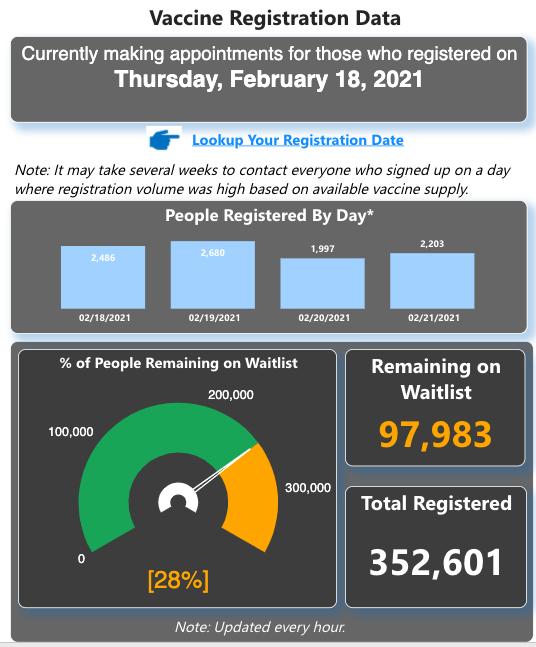 Vaccine Registration Data
Currently making appointments for those who registered on
Thursday, February 18, 2021
Lookup Your Registration Date
Note: It may take several weeks to contact everyone who signed up on a day
where registration volume was high based on available vaccine supply.
People Registered By Day*
2,486
2,680
1,997
2,203
02/18/2021
02/19/2021
02/20/2021
02/21/2021
% of People Remaining on Waitlist
200,000
100,000
300,000
0
[28%]
Remaining on
Waitlist
97,983
Total Registered
352,601
Note: Updated every hour.